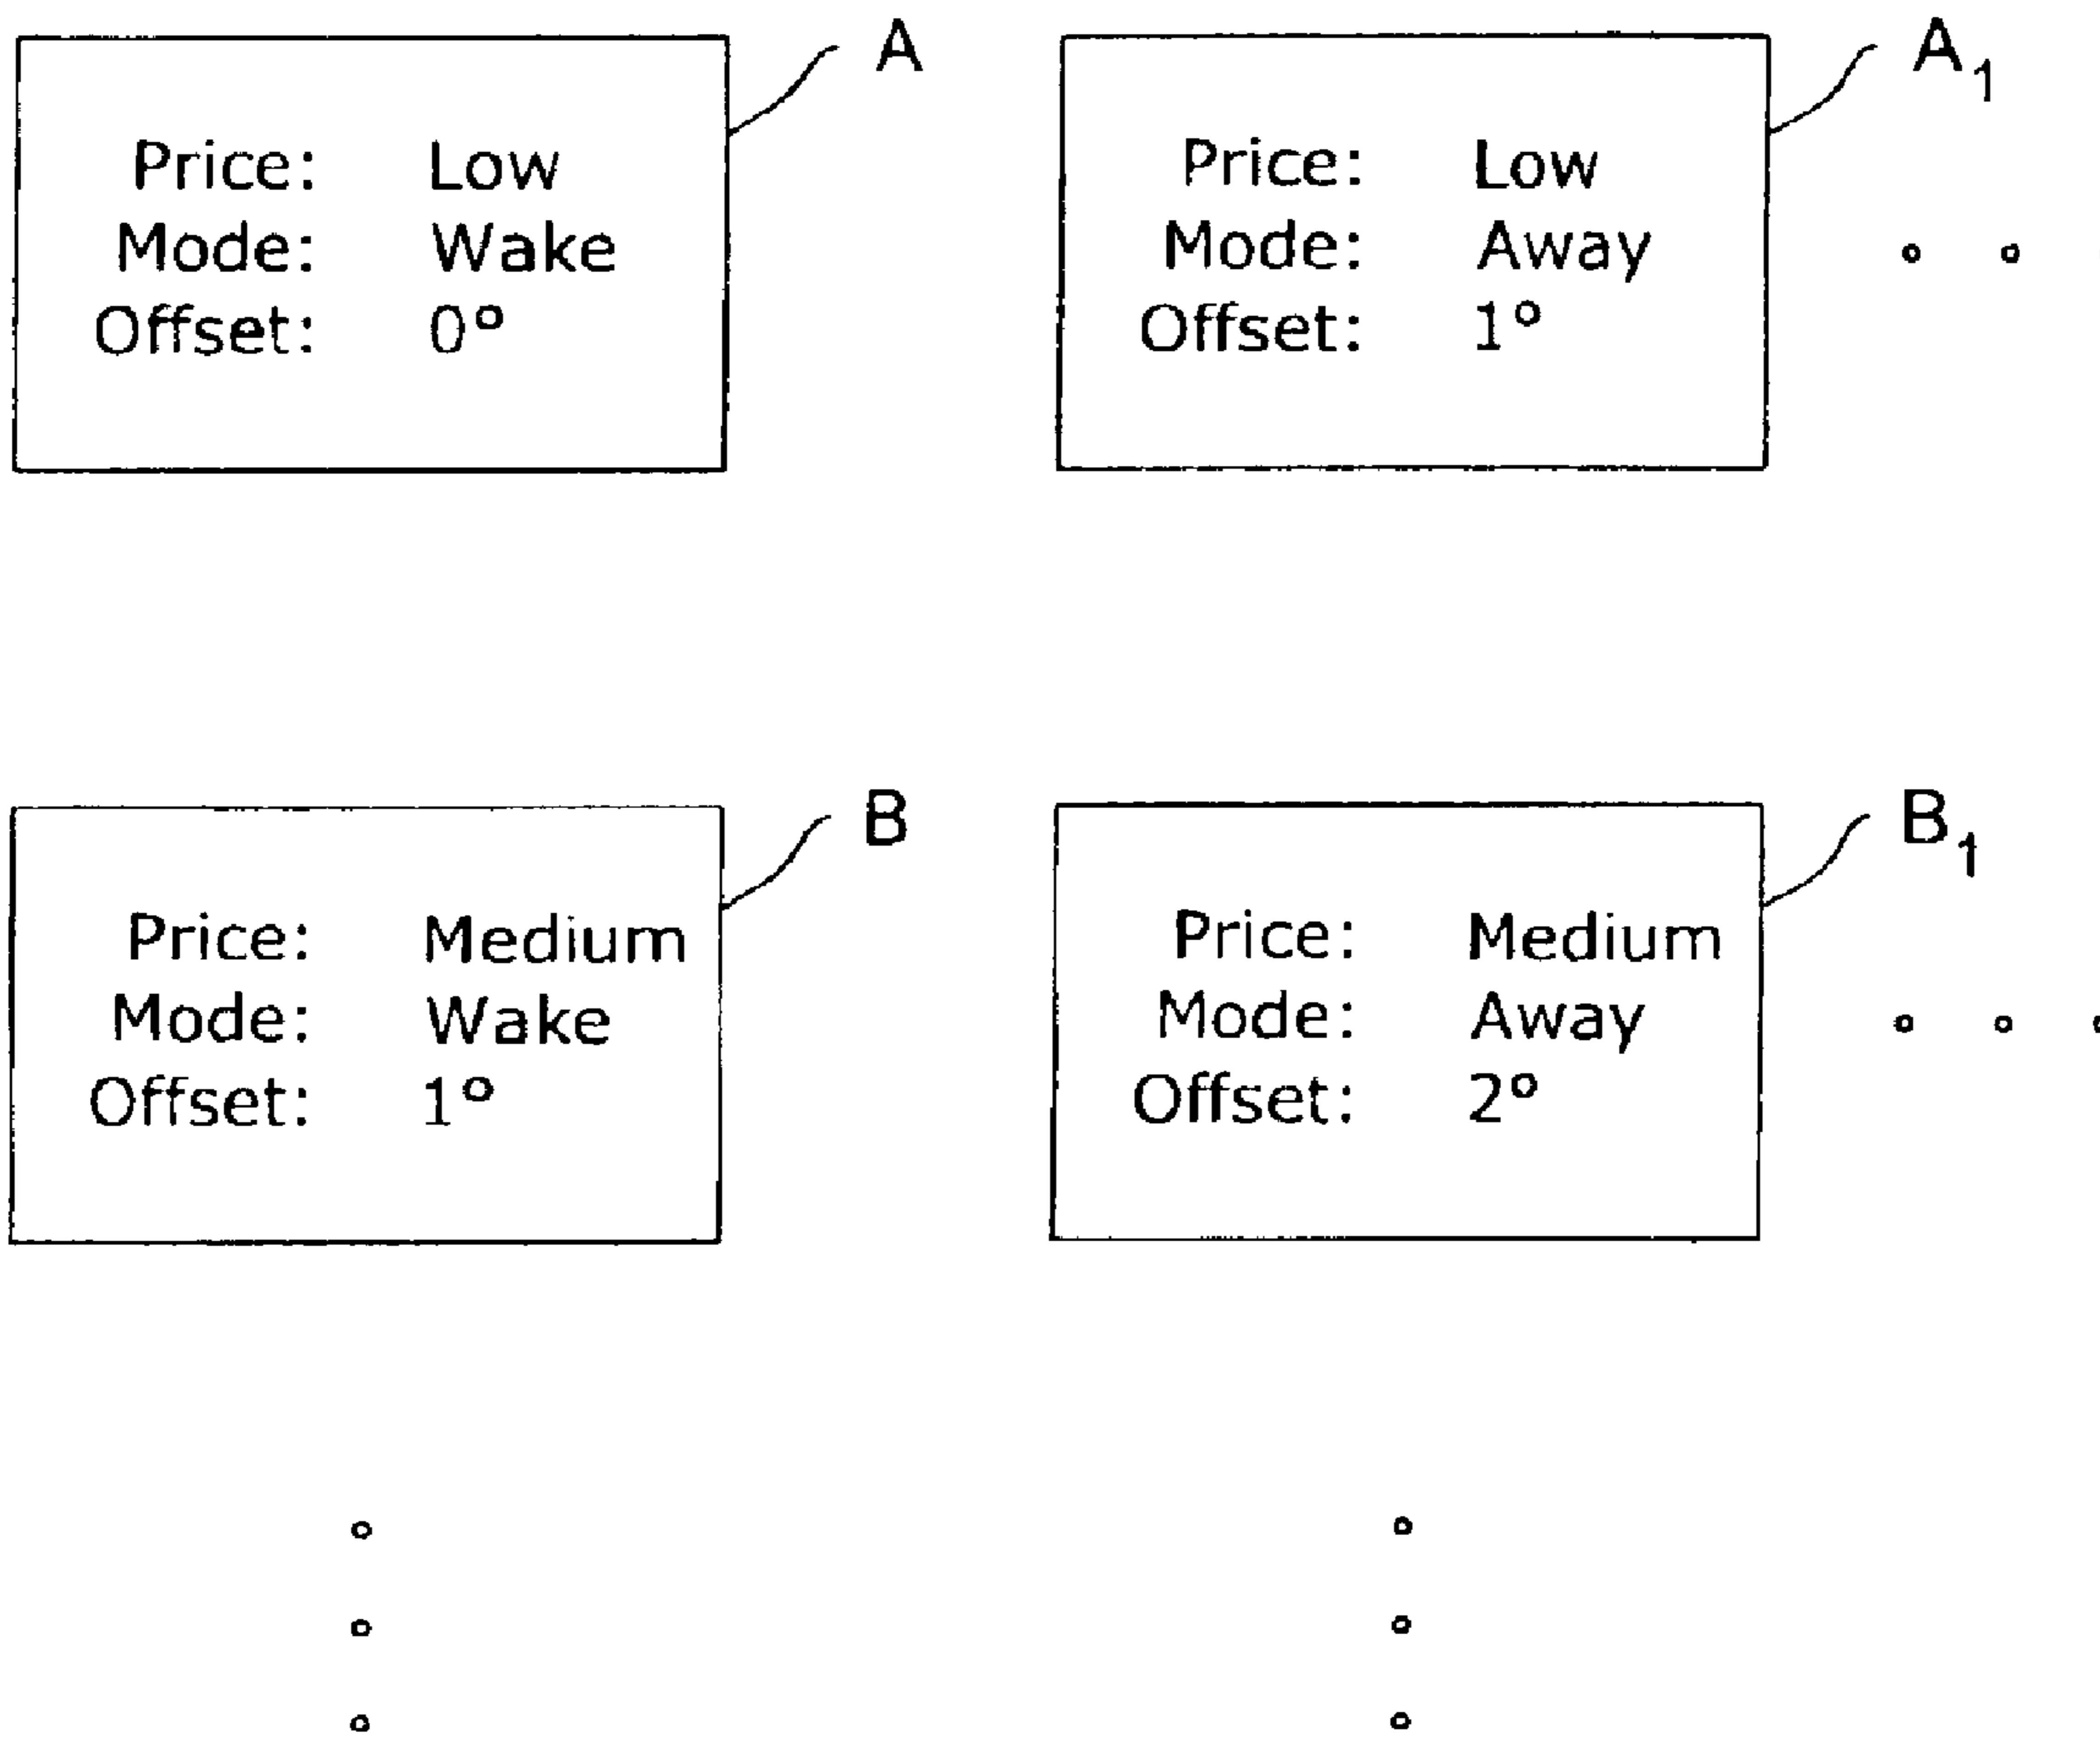 A
Price: Low
Mode: Wake
Offset: 0°
A1
Price: Low
Mode: Away
Offset: 1°
B
Price: Medium
Mode: Wake
Offset: 1°
B1
Price: Medium
Mode: Away
Offset: 2°